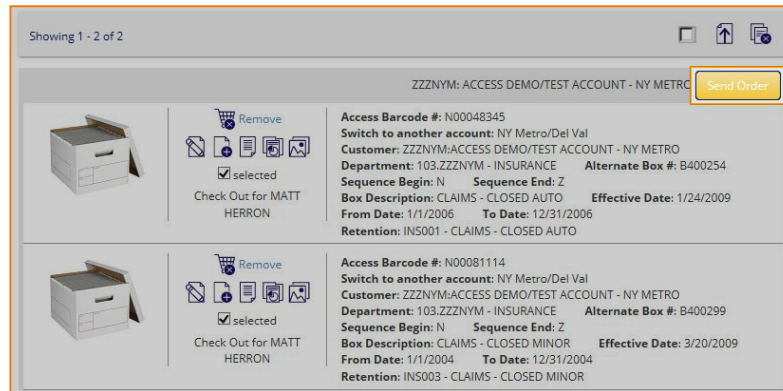 Showing 1 - 2 of 2
ZZZNYM: ACCESS DEMO/TEST ACCOUNT - NY METRO
Send Order
Remove
selected
Check Out for MATT
HERRON
Access Barcode #: N00048345
Switch to another account: NY Metro/Del Val
Customer: ZZZNYM:ACCESS DEMO/TEST ACCOUNT - NY METRO
Department: 103.ZZZNYM - INSURANCE Alternate Box #: B400254
Sequence Begin: N Sequence End: Z
Box Description: CLAIMS - CLOSED AUTO Effective Date: 1/24/2009
From Date: 1/1/2006 To Date: 12/31/2006
Retention: INS001 - CLAIMS - CLOSED AUTO
Remove
selected
Check Out for MATT
HERRON
Access Barcode #: N00081114
Switch to another account: NY Metro/Del Val
Customer: ZZZNYM:ACCESS DEMO/TEST ACCOUNT - NY METRO
Department: 103.ZZZNYM - INSURANCE Alternate Box #: B400299
Sequence Begin: N Sequence End: Z
Box Description: CLAIMS - CLOSED MINOR Effective Date: 3/20/2009
From Date: 1/1/2004 To Date: 12/31/2004
Retention: INS003 - CLAIMS - CLOSED MINOR